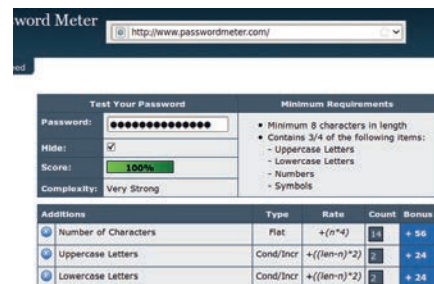 word Meter
http://www.passwordmeter.com/
ed
Test Your Password
Minimum Requirements
Password:
Hide:
Score: 100%
Complexity: Very Strong
• Minimum 8 characters in length
• Contains 3/4 of the following items:
- Uppercase Letters
- Lowercase Letters
- Numbers
- Symbols
Additions Type Rate Count Bonus
Number of Characters Flat +(n*4) 14 + 56
Uppercase Letters Cond/Incr +((len-n)*2) 2 + 24
Lowercase Letters Cond/Incr +((len-n)*2) 2 + 24